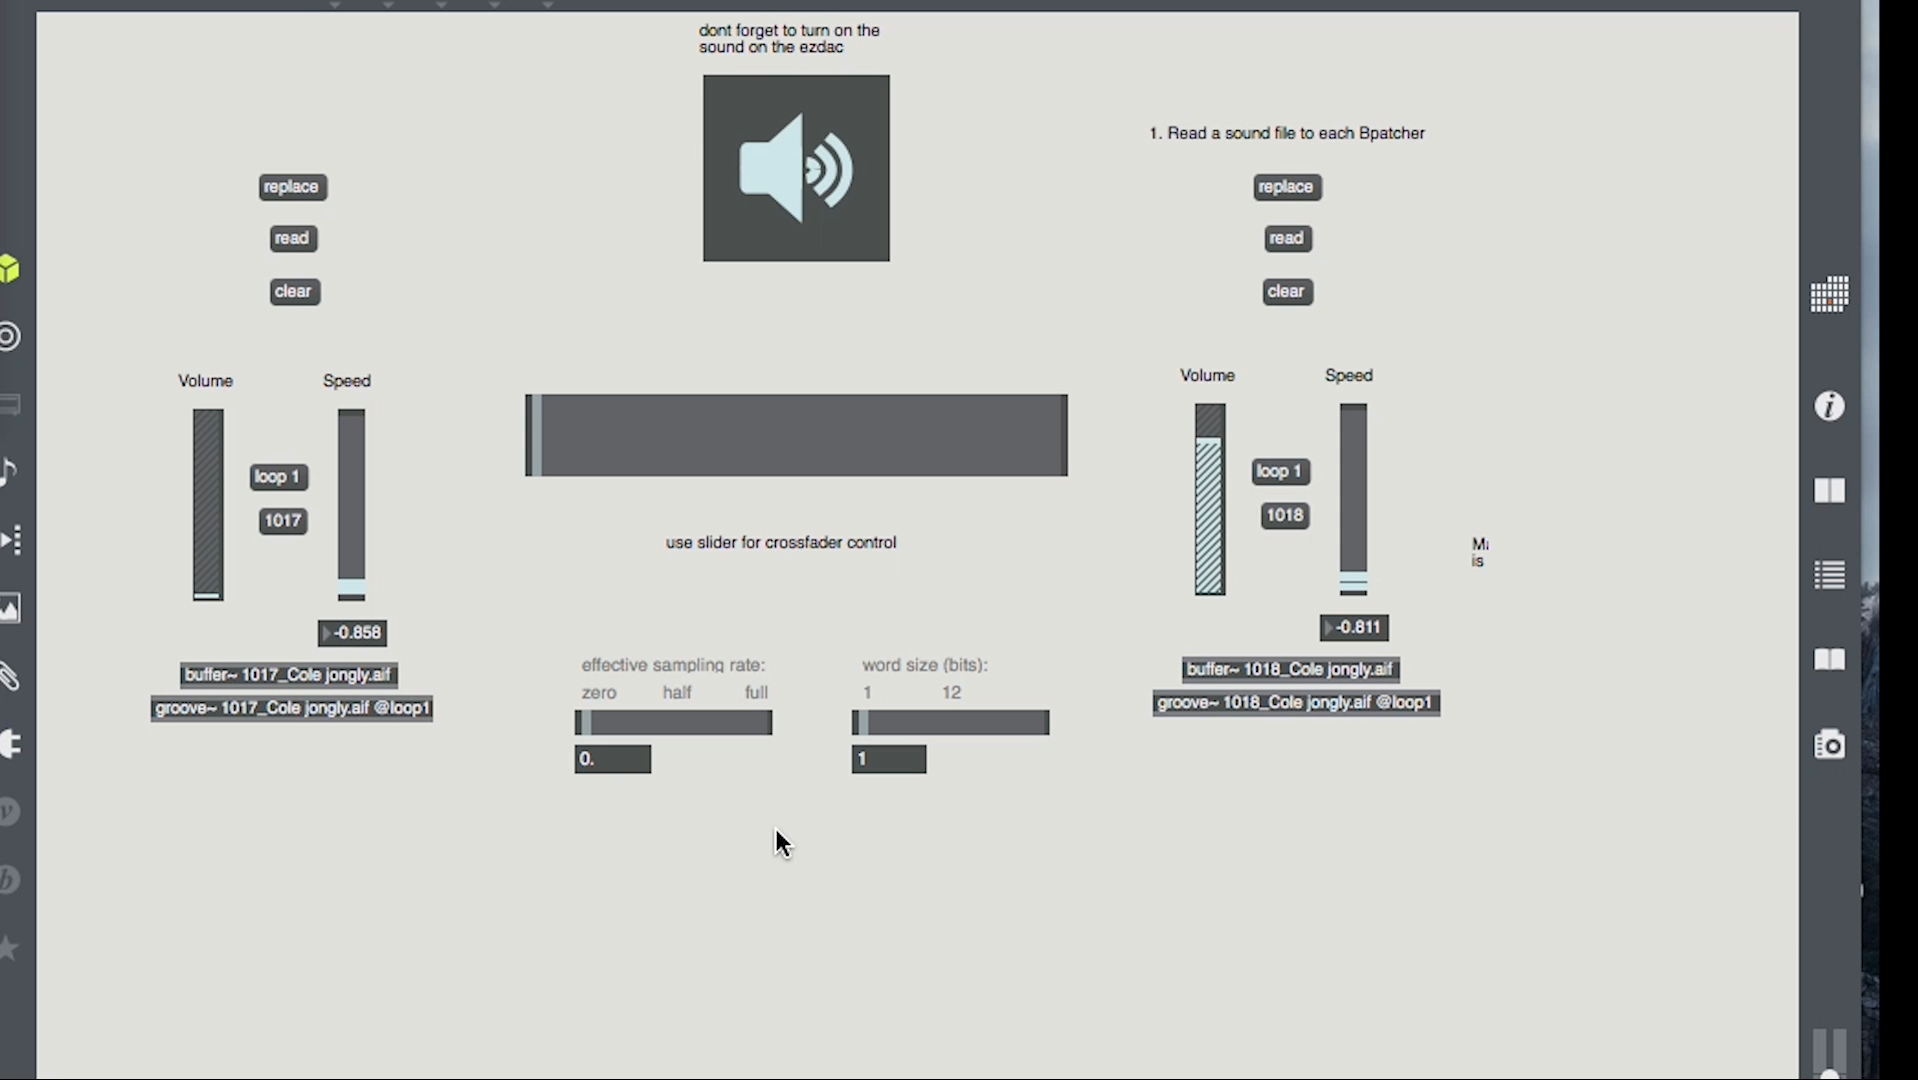 dont forget to turn on the
sound on the ezdac
1. Read a sound file to each Bpatcher
replace
read
clear
replace
read
clear
Volume
Speed
loop 1
1017
-0.858
buffer~ 1017_Cole jongly.aif
groove~ 1017_Cole jongly.aif @loop1
use slider for crossfader control
effective sampling rate:
zero half full
0.
word size (bits):
1 12
1
Volume
Speed
loop 1
1018
-0.811
buffer~ 1018_Cole jongly.aif
groove~ 1018_Cole jongly.aif @loop1
is